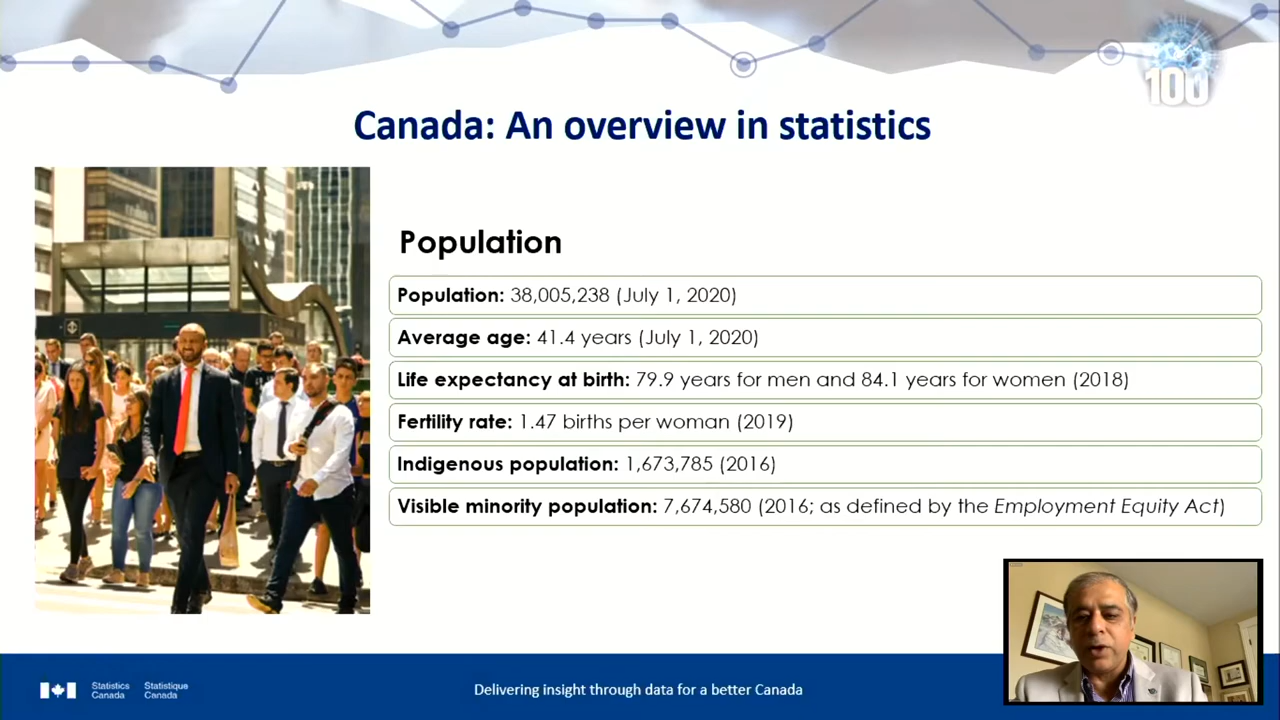 100
Canada: An overview in statistics
Population
Population: 38,005,238 (July 1, 2020)
Average age: 41.4 years (July 1, 2020)
Life expectancy at birth: 79.9 years for men and 84.1 years for women (2018)
Fertility rate: 1.47 births per woman (2019)
Indigenous population: 1,673,785 (2016)
Visible minority population: 7,674,580 (2016; as defined by the Employment Equity Act)
Statistics Canada
Statistique Canada
Delivering insight through data for a better Canada